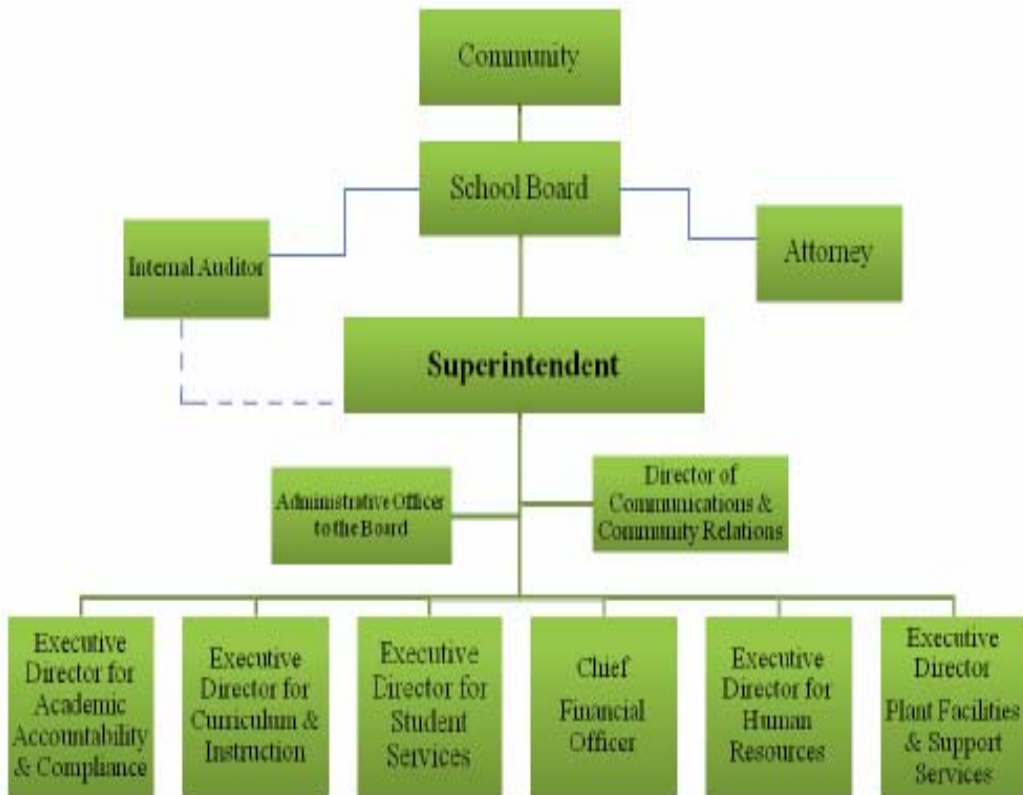 Community
School Board
Internal Auditor
Attorney
Superintendent
Administrative Officer
to the Board
Director of
Communications &
Community Relations
Executive
Director for
Academic
Accountability
& Compliance
Executive
Director for
Curriculum &
Instruction
Executive
Director for
Student
Services
Chief
Financial
Officer
Executive
Director for
Human
Resources
Executive
Director
Plant Facilities
& Support
Services